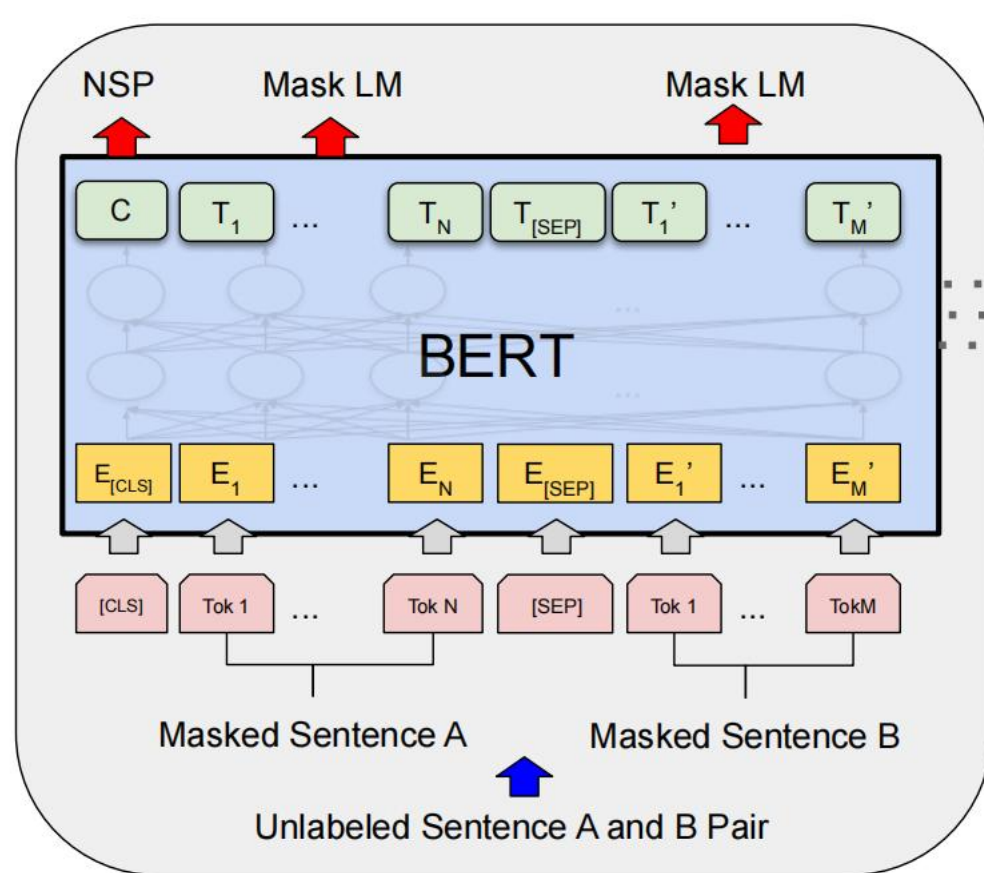 NSP Mask LM Mask LM
C T1 ... TN T[SEP] T1’ ... TM’
...
BERT
...
E[CLS] E1 ... EN E[SEP] E1’ ... EM’
[CLS] Tok 1 ... Tok N [SEP] Tok 1 ... TokM
Masked Sentence A Masked Sentence B
Unlabeled Sentence A and B Pair